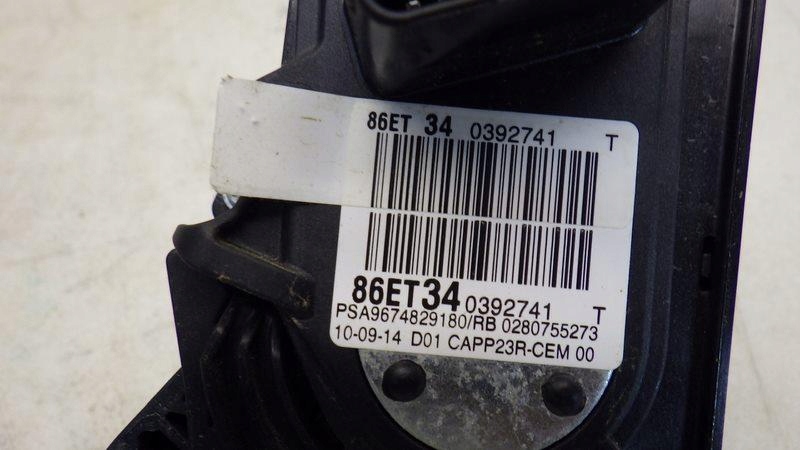 86ET 34 0392741 T
86ET34 0392741 T
PSA9674829180/RB 0280755273
10-09-14 D01 CAPP23R-CEM 00